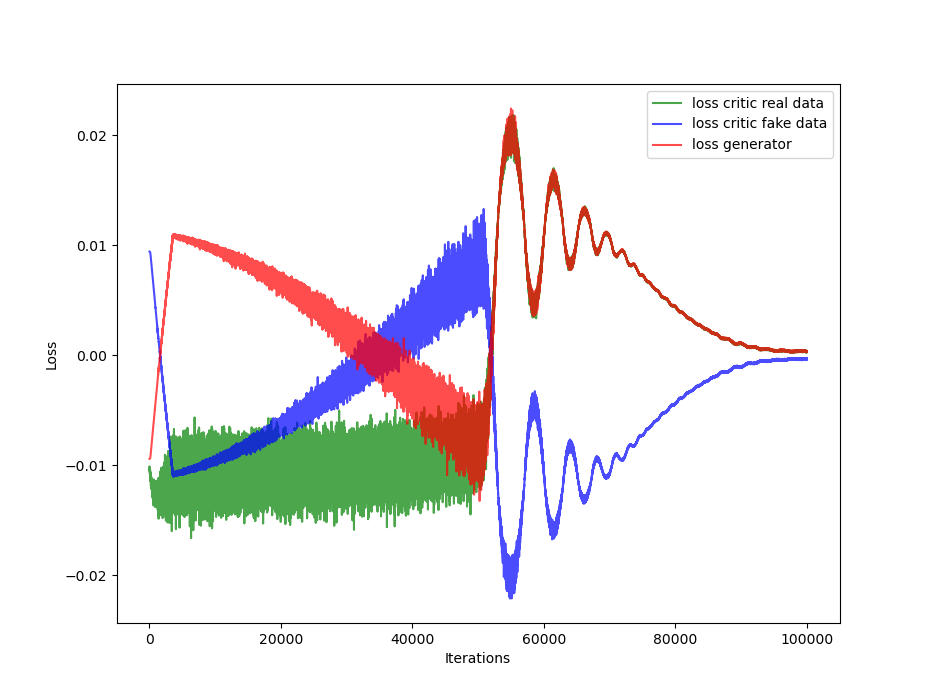 loss critic real data
loss critic fake data
loss generator
0.02
0.01
0.00
−0.01
−0.02
Loss
0 20000 40000 60000 80000 100000
Iterations